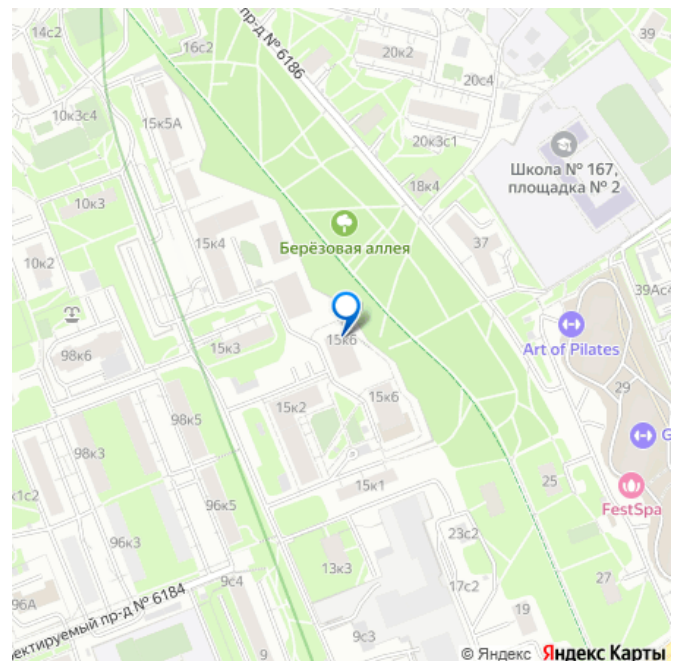 14с2
16с2
пр-д № 6186
20к2
39
20с4
10к3с4
15к5А
20к3с1
Школа № 167,
площадка № 2
18к4
10к3
15к4
Берёзовая аллея
37
10к2
39Ас4
15к6
Art of Pilates
98к6
15к3
29
98к5
15к2
15к6
G
98к3
25
15к1
FestSpa
к1с2
96к5
23с2
96к3
13к3
17с2
27
96А
9с4
ектируемый пр-д № 6184
19
9с3
9
© Яндекс Яндекс Карты